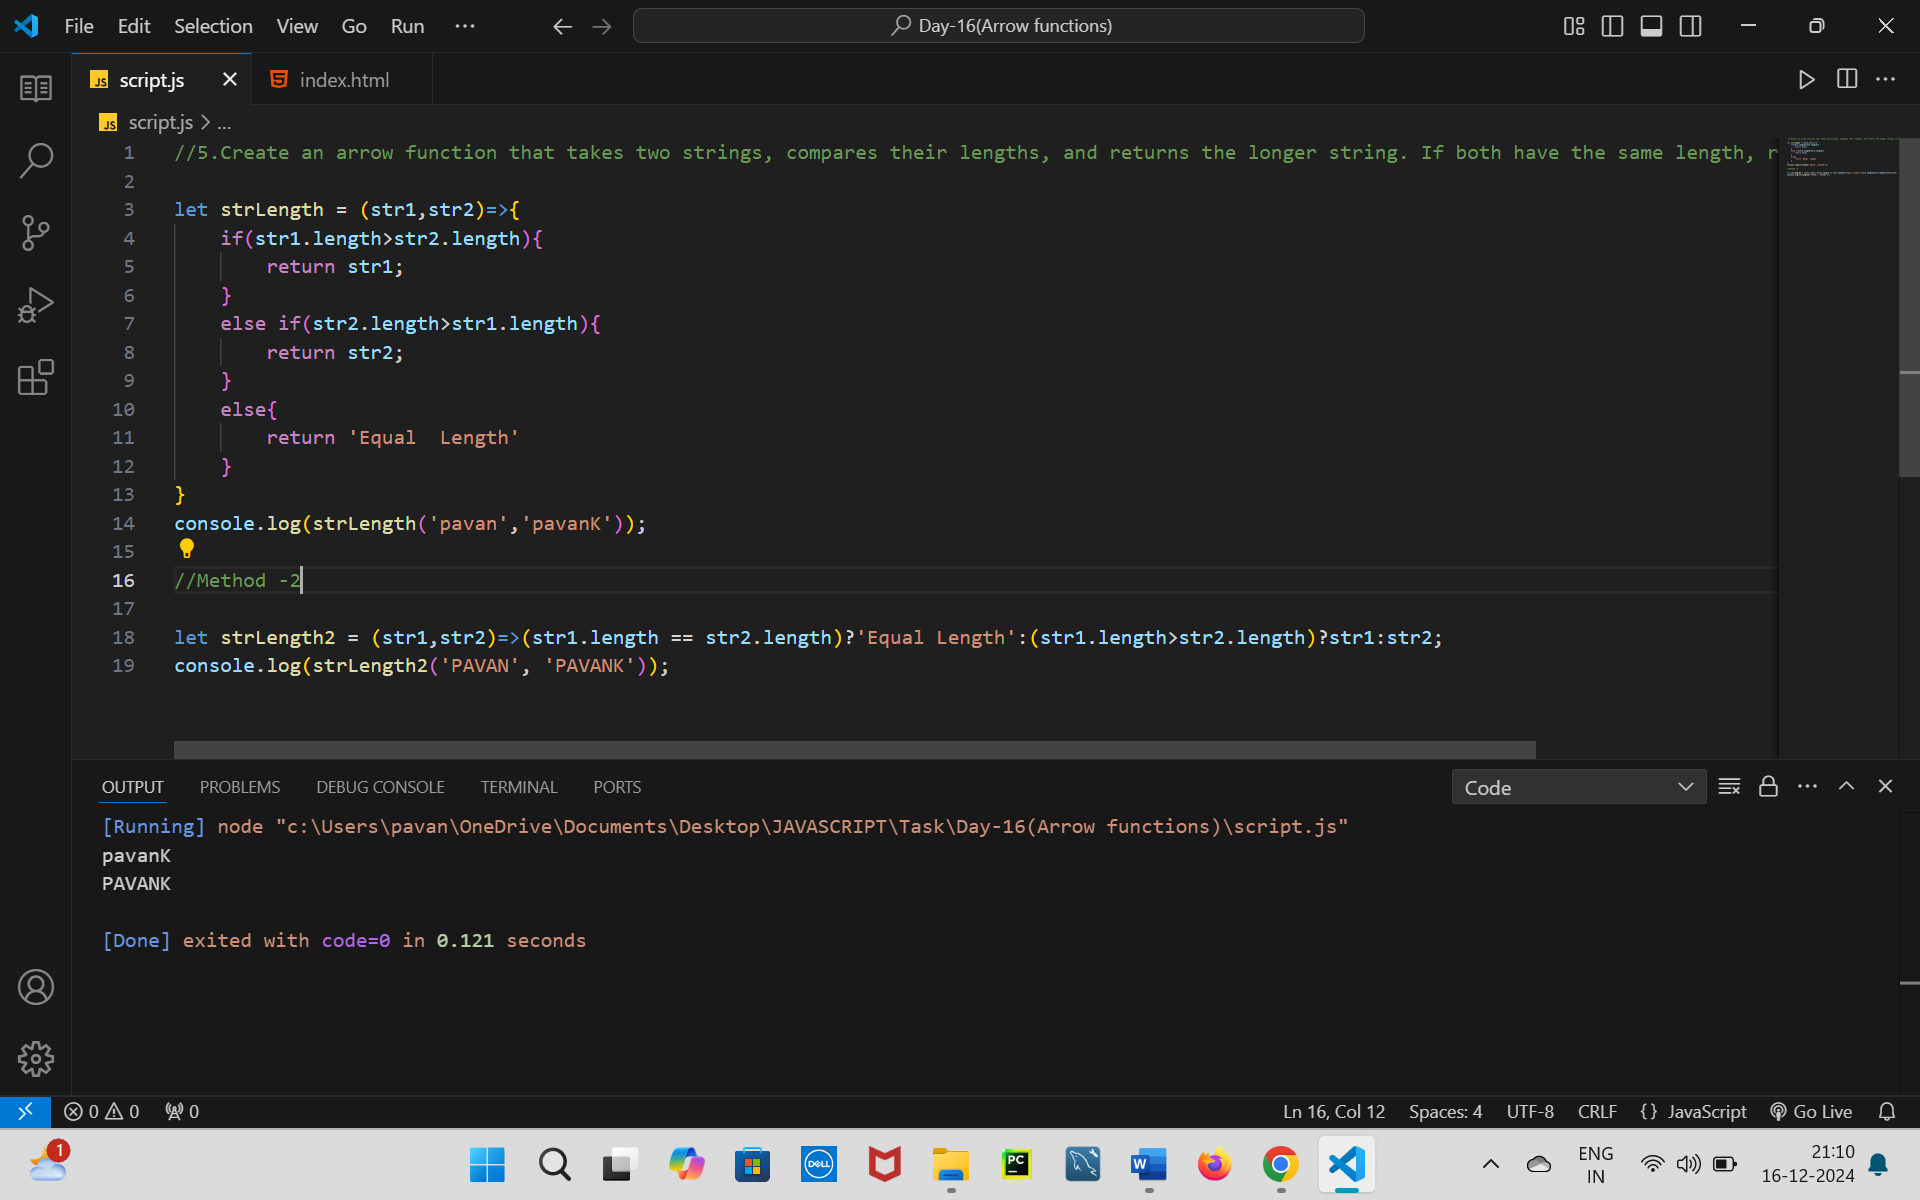 File Edit Selection View Go Run ··· Day-16(Arrow functions)
JS script.js index.html
JS script.js > ...
1 //5.Create an arrow function that takes two strings, compares their lengths, and returns the longer string. If both have the same length, r
2
3 let strLength = (str1,str2)=>{
4 if(str1.length>str2.length){
5 return str1;
6 }
7 else if(str2.length>str1.length){
8 return str2;
9 }
10 else{
11 return 'Equal  Length'
12 }
13 }
14 console.log(strLength('pavan','pavanK'));
15
16 //Method -2
17
18 let strLength2 = (str1,str2)=>(str1.length == str2.length)?'Equal Length':(str1.length>str2.length)?str1:str2;
19 console.log(strLength2('PAVAN', 'PAVANK'));
OUTPUT PROBLEMS DEBUG CONSOLE TERMINAL PORTS Code
[Running] node "c:\Users\pavan\OneDrive\Documents\Desktop\JAVASCRIPT\Task\Day-16(Arrow functions)\script.js"
pavanK
PAVANK
[Done] exited with code=0 in 0.121 seconds
0 0 0 Ln 16, Col 12 Spaces: 4 UTF-8 CRLF {} JavaScript Go Live
1 DELL PC W ENG 21:10
IN 16-12-2024